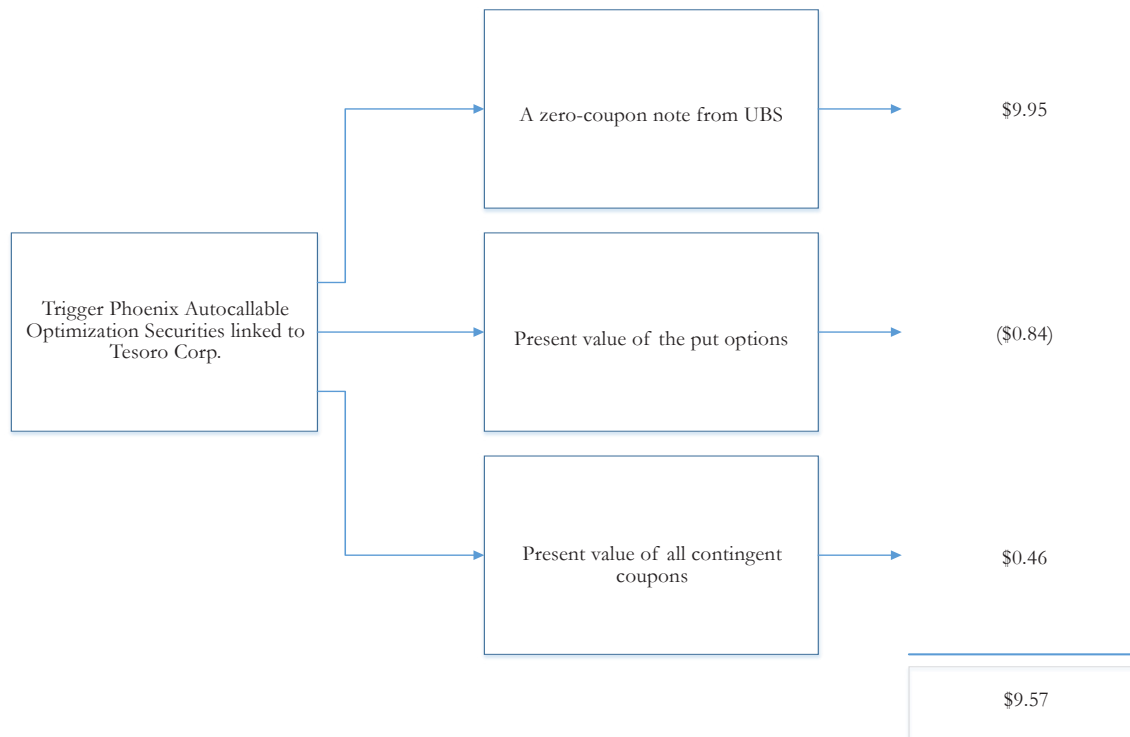 A zero-coupon note from UBS
$9.95
Trigger Phoenix Autocallable
Optimization Securities linked to
Tesoro Corp.
Present value of the put options
($0.84)
Present value of all contingent
coupons
$0.46
$9.57